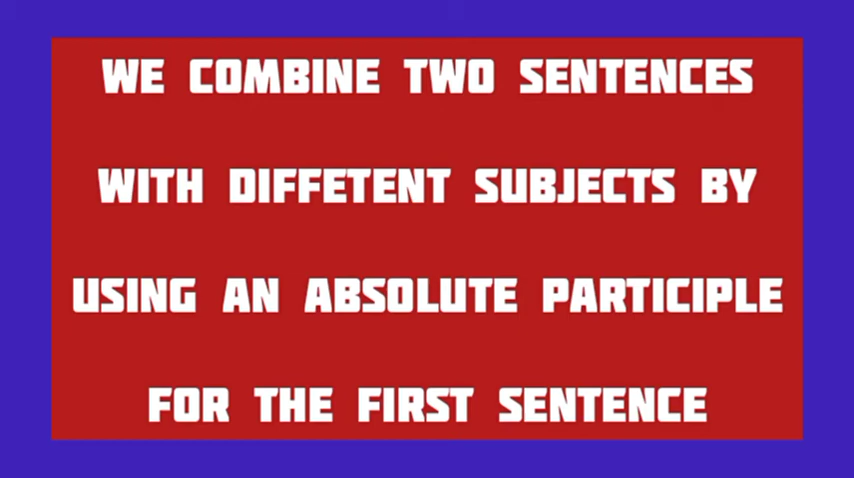 WE COMBINE TWO SENTENCES
WITH DIFFETENT SUBJECTS BY
USING AN ABSOLUTE PARTICIPLE
FOR THE FIRST SENTENCE